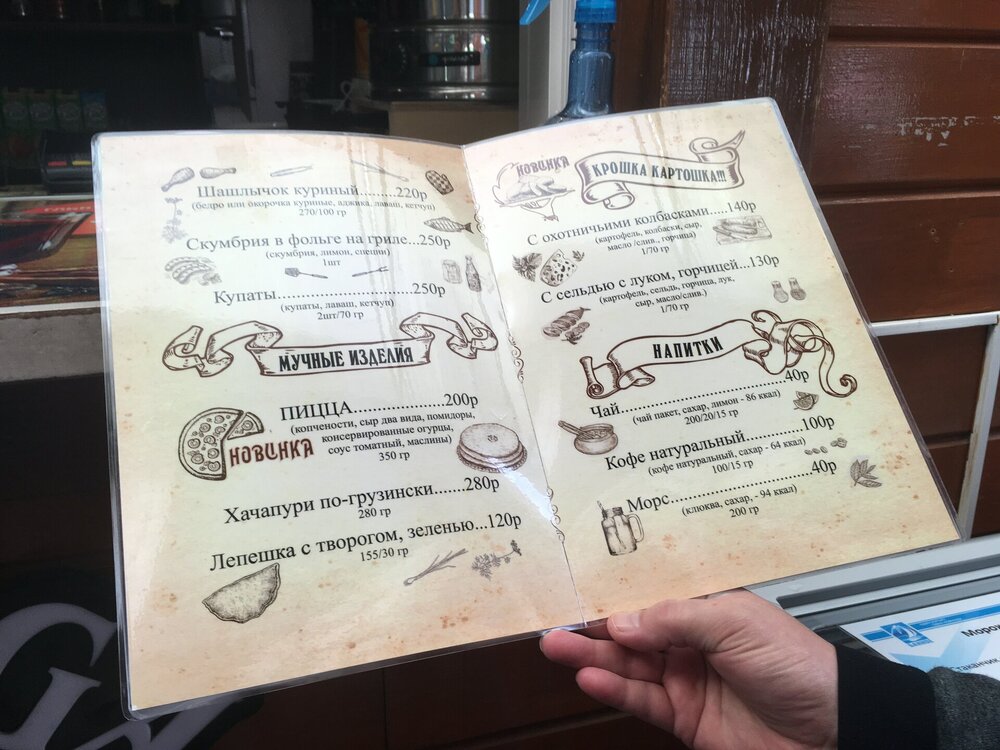 Шашлычок куриный..........220р
(бедро или окорочка куриные, аджика, лаваш, кетчуп)
270/100 гр
Скумбрия в фольге на гриле...250р
(скумбрия, лимон, специи)
1шт
Купаты..............................250р
(купаты, лаваш, кетчуп)
2шт/70 гр
МУЧНЫЕ ИЗДЕЛИЯ
ПИЦЦА....................200р
(копчености, сыр два вида, помидоры,
консервированные огурцы,
соус томатный, маслины)
350 гр
НОВИНКА
Хачапури по-грузински.......280р
280 гр
Лепешка с творогом, зеленью...120р
155/30 гр
НОВИНКА
КРОШКА КАРТОШКА!!!
С охотничьими колбасками.....140р
(картофель, колбаски, сыр,
масло /слив., горчица)
1/70 гр
С сельдью с луком, горчицей...130р
(картофель, сельдь, горчица, лук,
сыр, масло/слив.)
1/70 гр
НАПИТКИ
Чай..............................40р
(чай пакет, сахар, лимон - 86 ккал)
200/20/15 гр
Кофе натуральный...............100р
(кофе натуральный, сахар - 64 ккал)
100/15 гр
Морс..........................40р
(клюква, сахар, - 94 ккал)
200 гр
Морож
Стаканчик